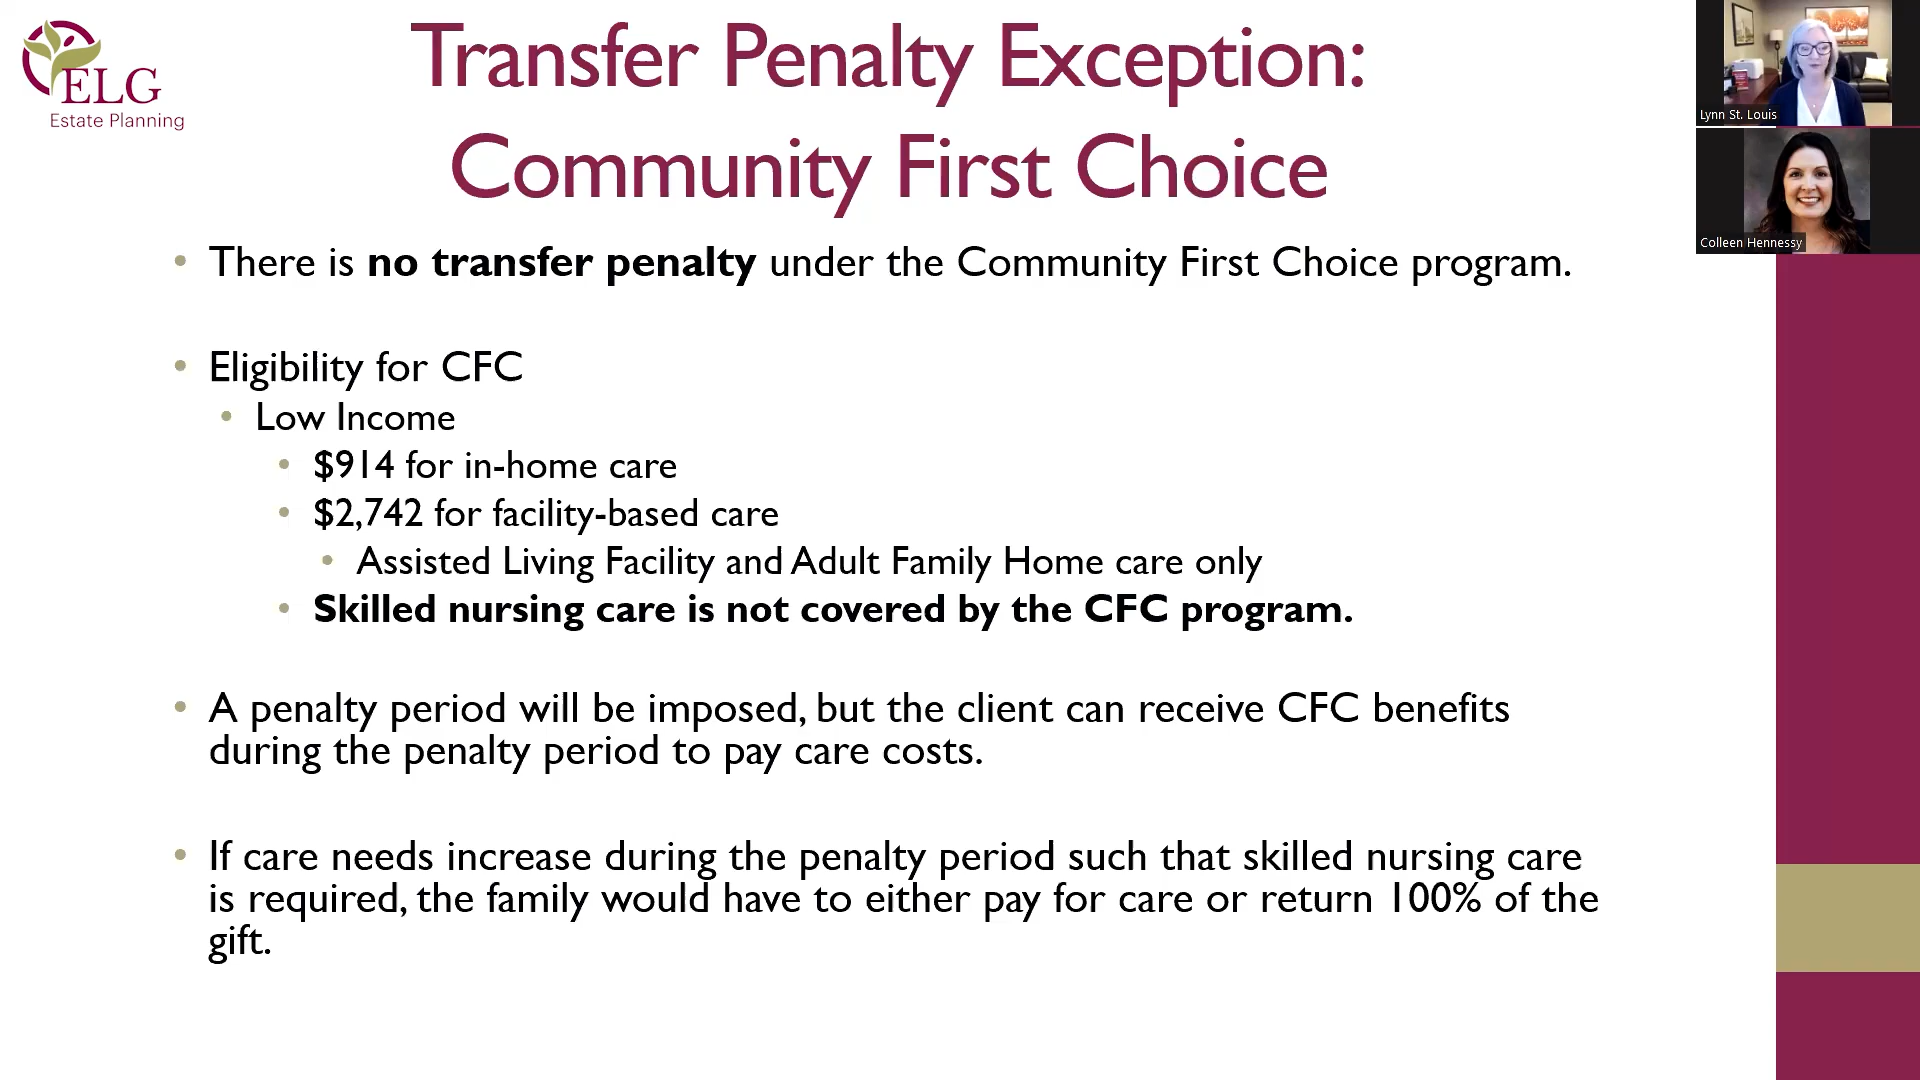 ELG
Estate Planning
Transfer Penalty Exception:
Community First Choice
Lynn St. Louis
Colleen Hennessy
• There is no transfer penalty under the Community First Choice program.
• Eligibility for CFC
• Low Income
• $914 for in-home care
• $2,742 for facility-based care
• Assisted Living Facility and Adult Family Home care only
• Skilled nursing care is not covered by the CFC program.
• A penalty period will be imposed, but the client can receive CFC benefits
during the penalty period to pay care costs.
• If care needs increase during the penalty period such that skilled nursing care
is required, the family would have to either pay for care or return 100% of the
gift.